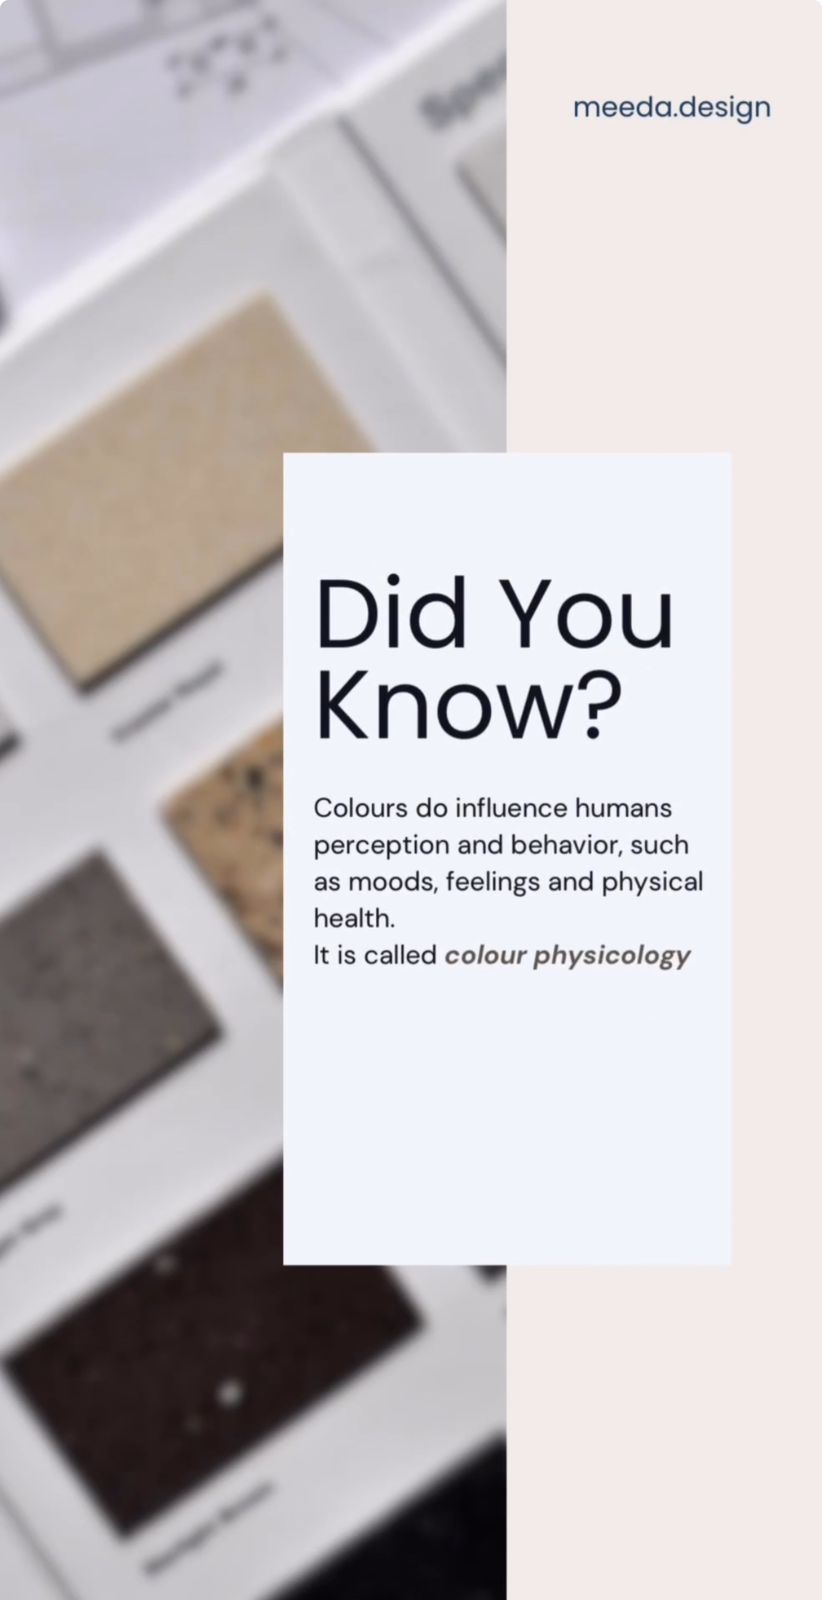 meeda.design
Did You
Know?
Colours do influence humans
perception and behavior, such
as moods, feelings and physical
health.
It is called colour physicology